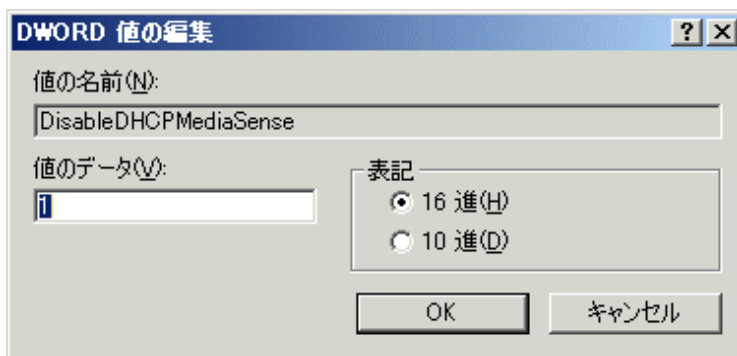 DWORD 値の編集
値の名前(N):
DisableDHCPMediaSense
値のデータ(V):
1
表記
16 進(H)
10 進(D)
OK
キャンセル